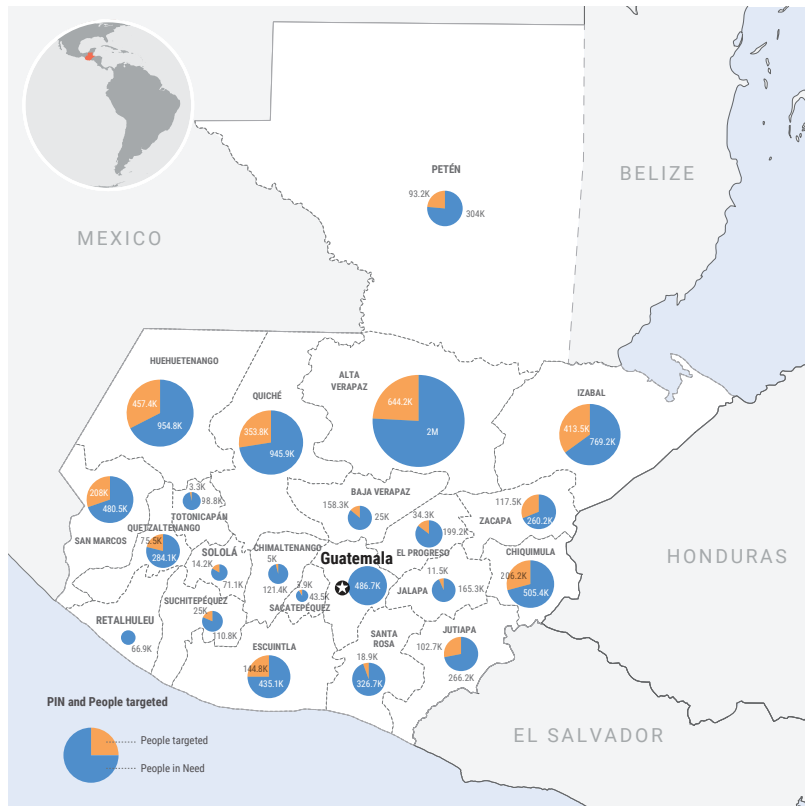 PETÉN
93.2K
304K
BELIZE
MEXICO
HUEHUETENANGO
457.4K
954.8K
QUICHÉ
353.8K
945.9K
ALTA
VERAPAZ
644.2K
2M
IZABAL
413.5K
769.2K
208K
480.5K
SAN MARCOS
3.3K
98.8K
TOTONICAPÁN
BAJA VERAPAZ
158.3K
25K
34.3K
199.2K
EL PROGRESO
117.5K
260.2K
ZACAPA
QUETZALTENANGO
75.5K
284.1K
SOLOLÁ
14.2K
71.1K
CHIMALTENANGO
5K
121.4K
3.9K
43.5K
SACATEPÉQUEZ
Guatemala
486.7K
11.5K
JALAPA
165.3K
CHIQUIMULA
206.2K
505.4K
HONDURAS
RETALHULEU
66.9K
SUCHITEPÉQUEZ
25K
110.8K
ESCUINTLA
144.8K
435.1K
SANTA
ROSA
18.9K
326.7K
JUTIAPA
102.7K
266.2K
EL SALVADOR
PIN and People targeted
People targeted
People in Need